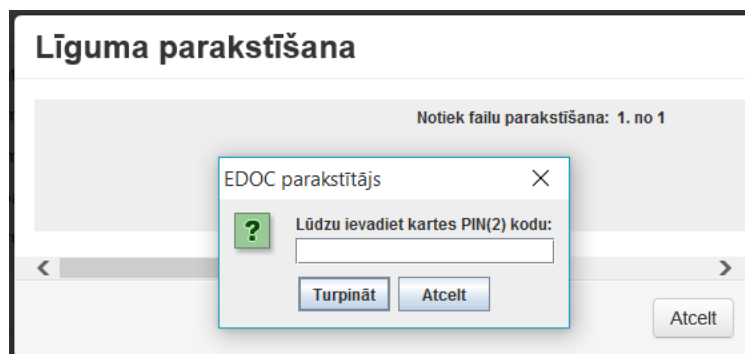 Līguma parakstīšana
Notiek failu parakstīšana: 1. no 1
EDOC parakstītājs
Lūdzu ievadiet kartes PIN(2) kodu:
Turpināt Atcelt
Atcelt